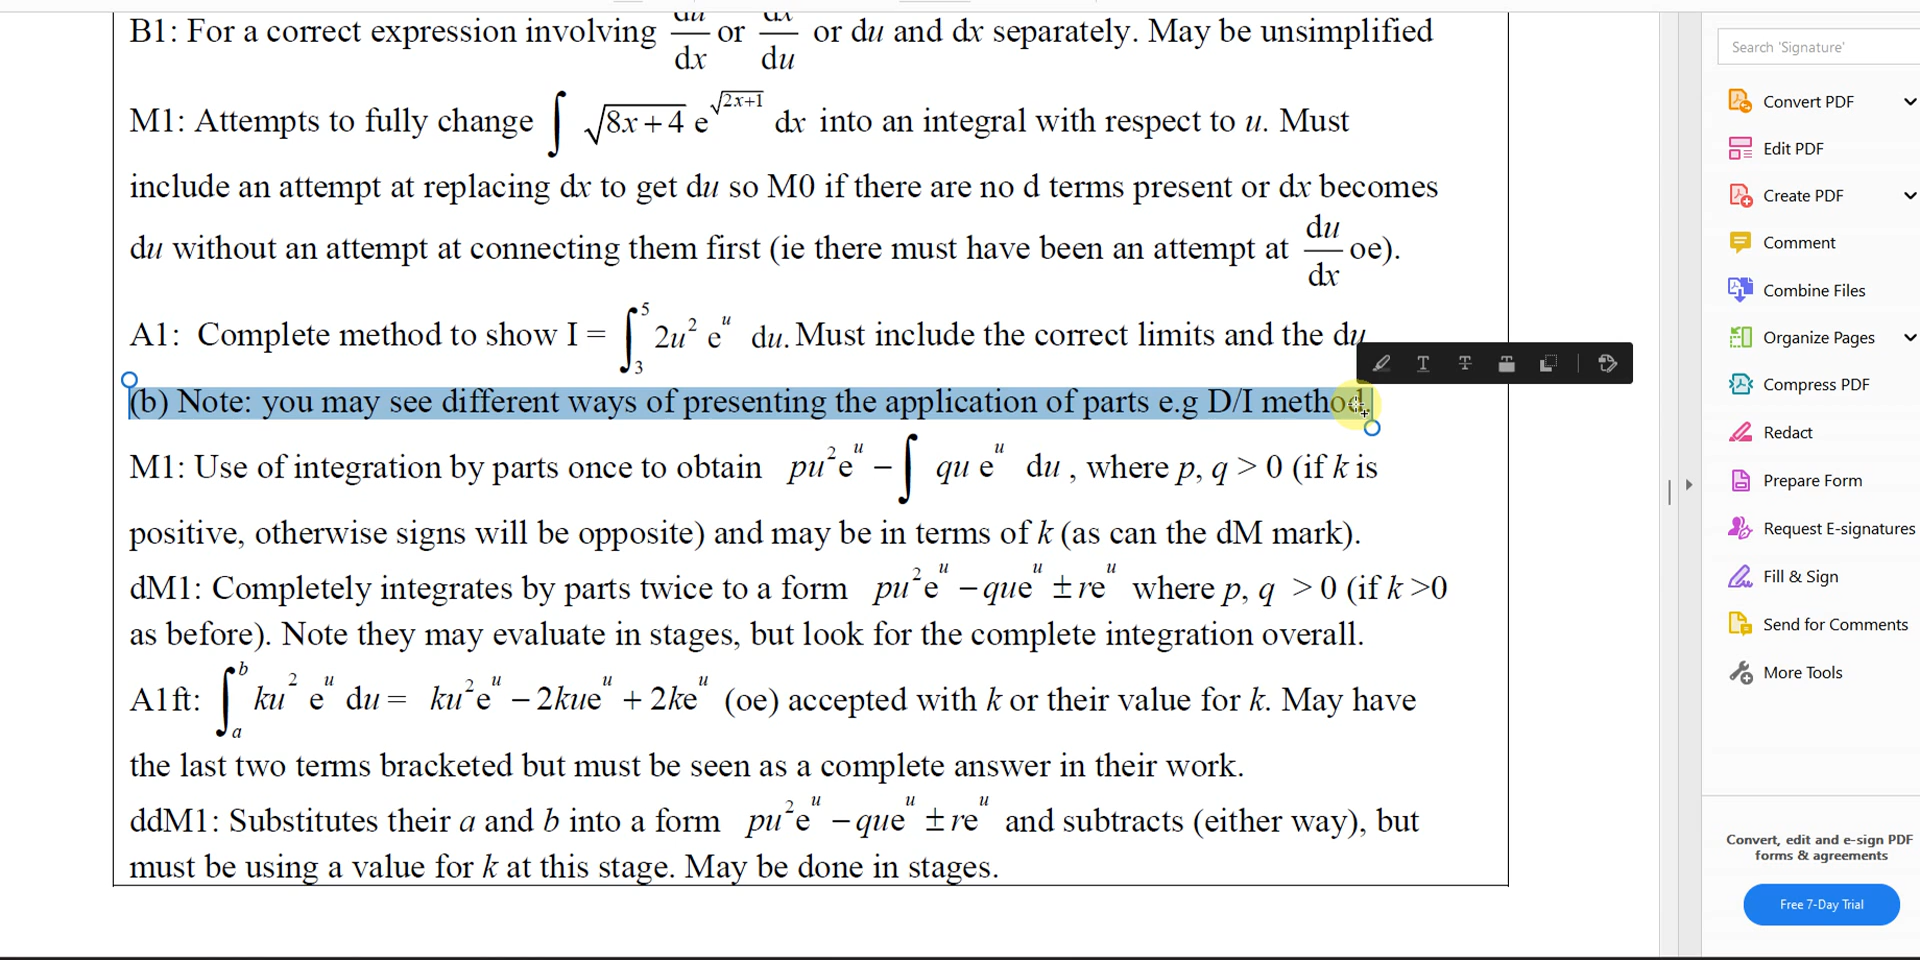 B1: For a correct expression involving du/dx or dx/du or du and dx separately. May be unsimplified
M1: Attempts to fully change ∫ √(8x + 4) e^√(2x+1) dx into an integral with respect to u. Must
include an attempt at replacing dx to get du so M0 if there are no d terms present or dx becomes
du without an attempt at connecting them first (ie there must have been an attempt at du/dx oe).
A1: Complete method to show I = ∫₃⁵ 2u² e^u du. Must include the correct limits and the du
(b) Note: you may see different ways of presenting the application of parts e.g D/I method.
M1: Use of integration by parts once to obtain pu²e^u − ∫ qu e^u du, where p, q > 0 (if k is
positive, otherwise signs will be opposite) and may be in terms of k (as can the dM mark).
dM1: Completely integrates by parts twice to a form pu²e^u − que^u ± re^u where p, q > 0 (if k >0
as before). Note they may evaluate in stages, but look for the complete integration overall.
A1ft: ∫_a^b ku² e^u du = ku²e^u − 2kue^u + 2ke^u (oe) accepted with k or their value for k. May have
the last two terms bracketed but must be seen as a complete answer in their work.
ddM1: Substitutes their a and b into a form pu²e^u − que^u ± re^u and subtracts (either way), but
must be using a value for k at this stage. May be done in stages.
Search 'Signature'
Convert PDF
Edit PDF
Create PDF
Comment
Combine Files
Organize Pages
Compress PDF
Redact
Prepare Form
Request E-signatures
Fill & Sign
Send for Comments
More Tools
Convert, edit and e-sign PDF
forms & agreements
Free 7-Day Trial